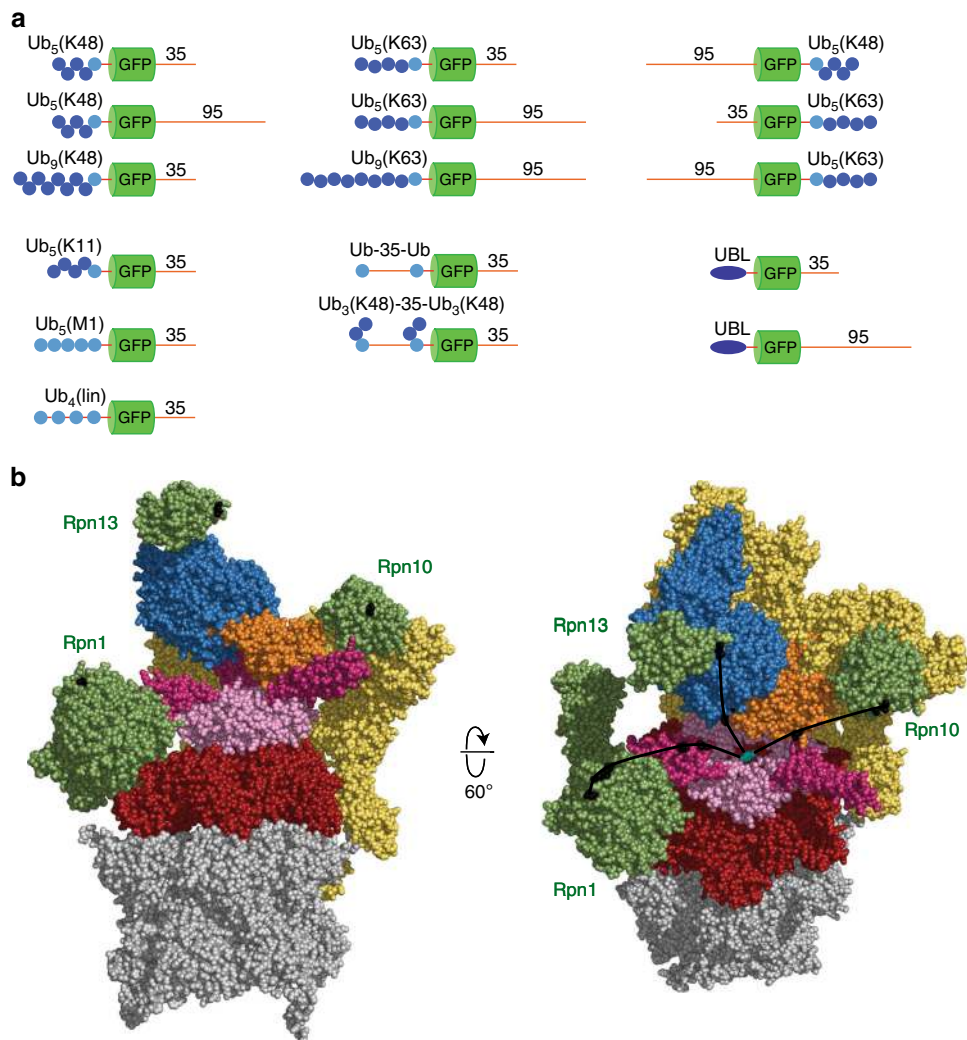 a
Ub5(K48) Ub5(K63) Ub5(K48)
GFP 35 GFP 35 95 GFP
Ub5(K48) Ub5(K63) Ub5(K63)
GFP 95 GFP 95 35 GFP
Ub9(K48) Ub9(K63) Ub5(K63)
GFP 35 GFP 95 95 GFP
Ub5(K11) Ub-35-Ub UBL
GFP 35 GFP 35 GFP 35
Ub5(M1) Ub3(K48)-35-Ub3(K48) UBL
GFP 35 GFP 35 GFP 95
Ub4(lin)
GFP 35
b
Rpn13
Rpn10
Rpn1
60°
Rpn13
Rpn10
Rpn1